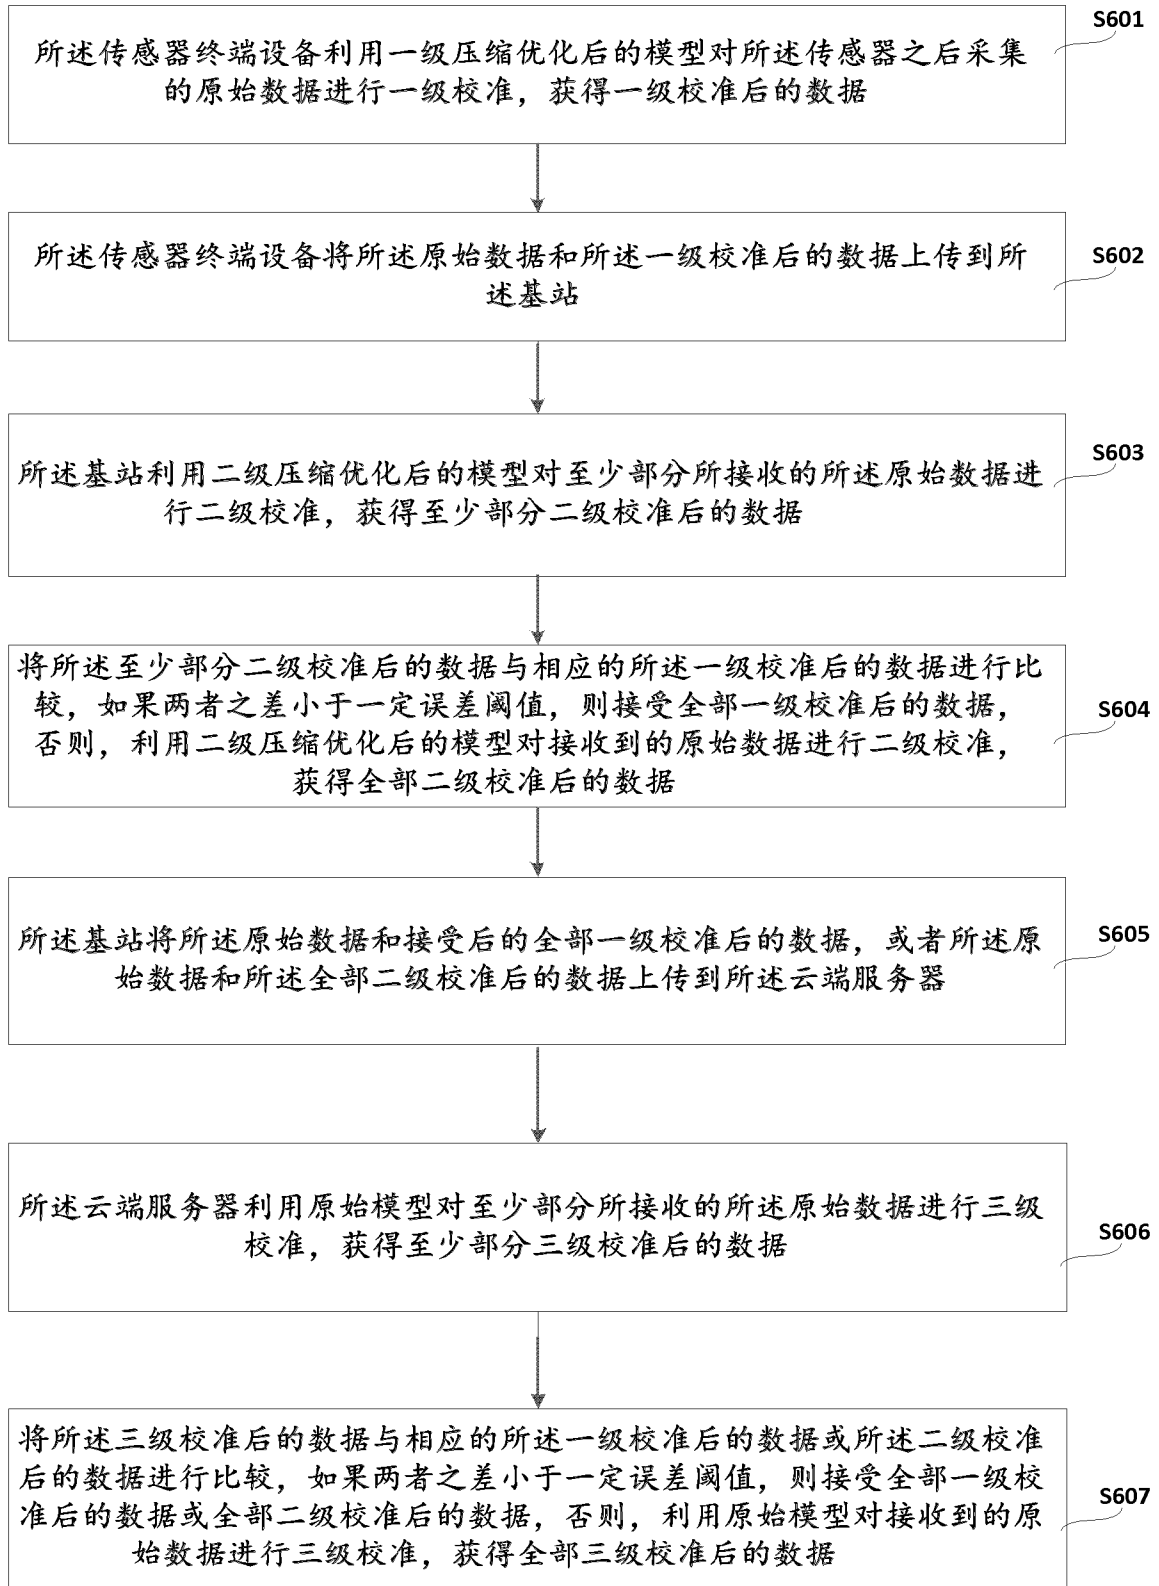 S601
所述传感器终端设备利用一级压缩优化后的模型对所述传感器之后采集
的原始数据进行一级校准，获得一级校准后的数据
S602
所述传感器终端设备将所述原始数据和所述一级校准后的数据上传到所
述基站
S603
所述基站利用二级压缩优化后的模型对至少部分所接收的所述原始数据进
行二级校准，获得至少部分二级校准后的数据
将所述至少部分二级校准后的数据与相应的所述一级校准后的数据进行比
较，如果两者之差小于一定误差阈值，则接受全部一级校准后的数据，
S604
否则，利用二级压缩优化后的模型对接收到的原始数据进行二级校准，
获得全部二级校准后的数据
S605
所述基站将所述原始数据和接受后的全部一级校准后的数据，或者所述原
始数据和所述全部二级校准后的数据上传到所述云端服务器
所述云端服务器利用原始模型对至少部分所接收的所述原始数据进行三级
S606
校准，获得至少部分三级校准后的数据
将所述三级校准后的数据与相应的所述一级校准后的数据或所述二级校准
后的数据进行比较，如果两者之差小于一定误差阈值，则接受全部一级校
S607
准后的数据或全部二级校准后的数据，否则，利用原始模型对接收到的原
始数据进行三级校准，获得全部三级校准后的数据